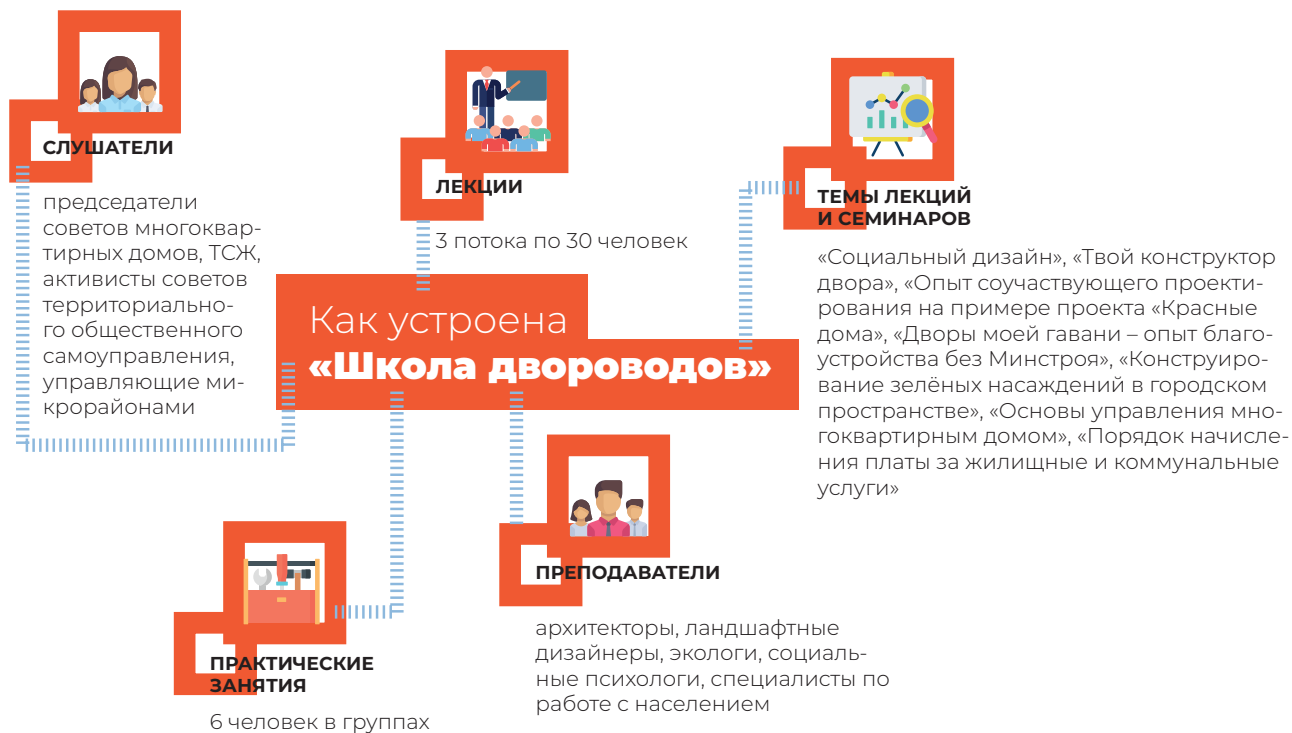 СЛУШАТЕЛИ
председатели
советов многоквар-
тирных домов, ТСЖ,
активисты советов
территориально-
го общественного
самоуправления,
управляющие ми-
крорайонами
ЛЕКЦИИ
3 потока по 30 человек
ТЕМЫ ЛЕКЦИЙ
И СЕМИНАРОВ
«Социальный дизайн», «Твой конструктор
двора», «Опыт соучаствующего проекти-
рования на примере проекта «Красные
дома», «Дворы моей гавани – опыт благо-
устройства без Минстроя», «Конструиро-
вание зелёных насаждений в городском
пространстве», «Основы управления мно-
гоквартирным домом», «Порядок начисле-
ния платы за жилищные и коммунальные
услуги»
Как устроена
«Школа двороводов»
ПРАКТИЧЕСКИЕ
ЗАНЯТИЯ
6 человек в группах
ПРЕПОДАВАТЕЛИ
архитекторы, ландшафтные
дизайнеры, экологи, социаль-
ные психологи, специалисты по
работе с населением